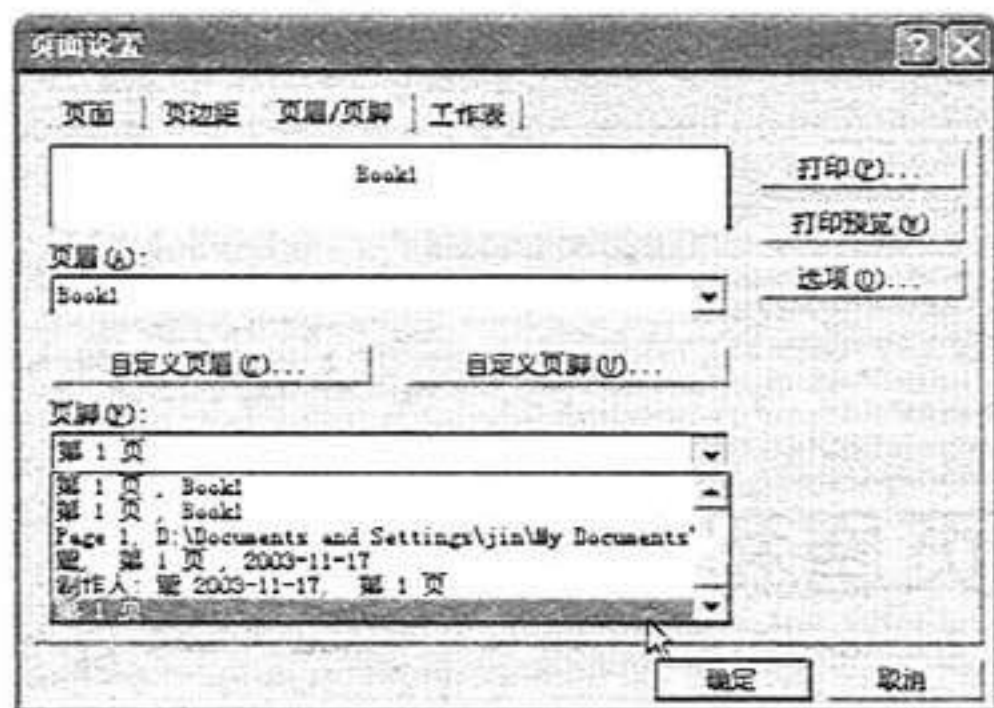 页面设置
页面 页边距 页眉/页脚 工作表
Book1
打印(P)...
打印预览(W)
页眉(A):
选项(O)...
Book1
自定义页眉(C)... 自定义页脚(U)...
页脚(F):
第 1 页
第 1 页 , Book1
第 1 页 , Book1
Page 1, D:\Documents and Settings\jin\My Documents'
第 1 页 , 2003-11-17
制作人: 2003-11-17, 第 1 页
第 1 页
确定 取消